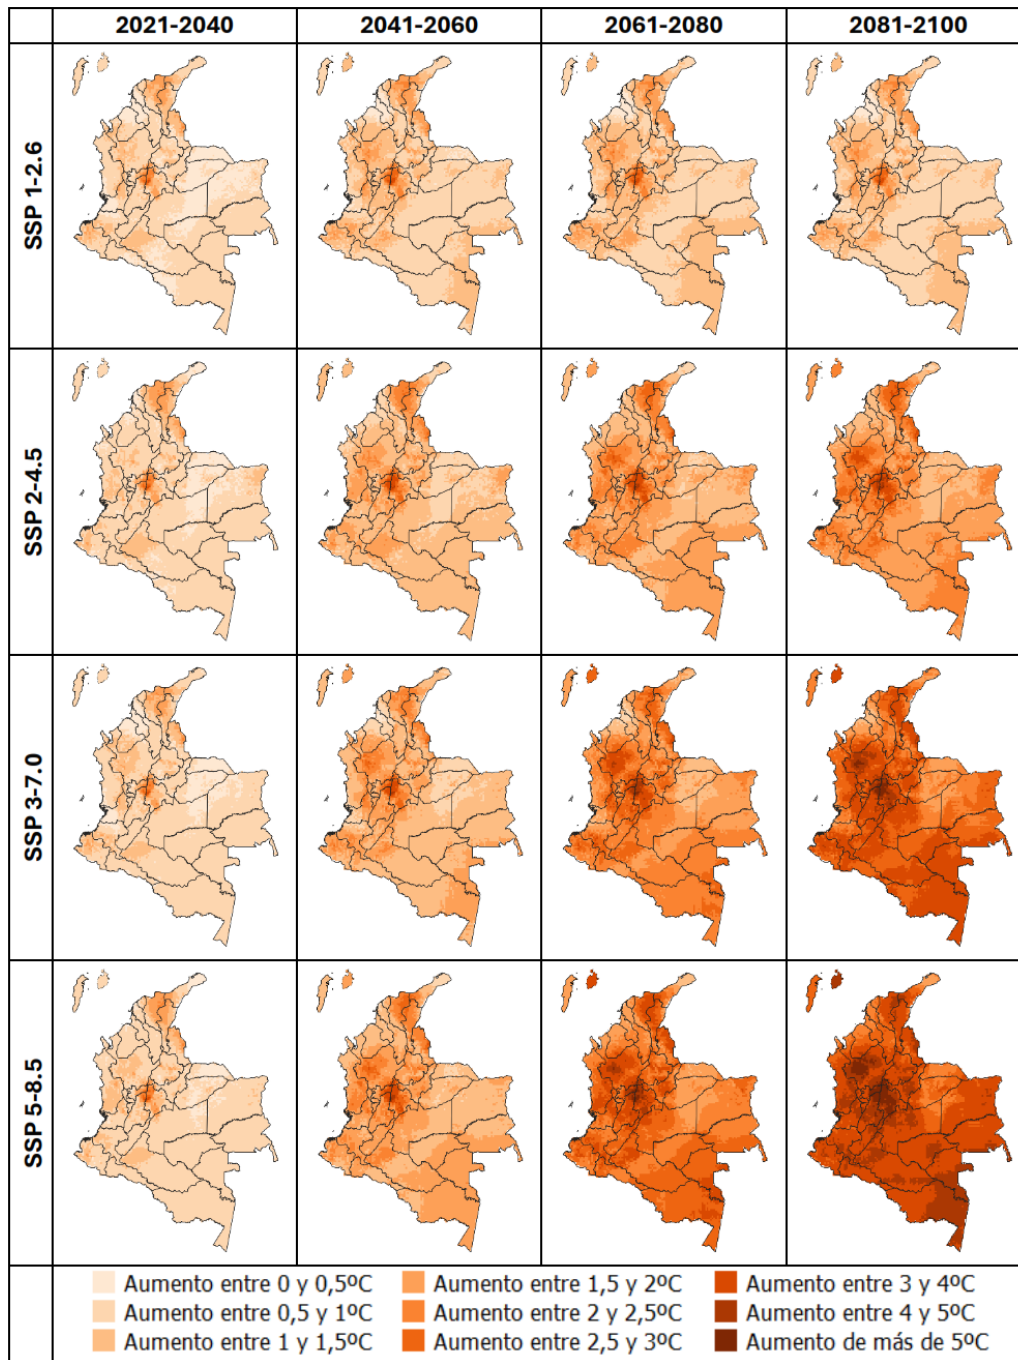 2021-2040 2041-2060 2061-2080 2081-2100
SSP 1-2.6
SSP 2-4.5
SSP 3-7.0
SSP 5-8.5
Aumento entre 0 y 0,5ºC Aumento entre 1,5 y 2ºC Aumento entre 3 y 4ºC
Aumento entre 0,5 y 1ºC Aumento entre 2 y 2,5ºC Aumento entre 4 y 5ºC
Aumento entre 1 y 1,5ºC Aumento entre 2,5 y 3ºC Aumento de más de 5ºC